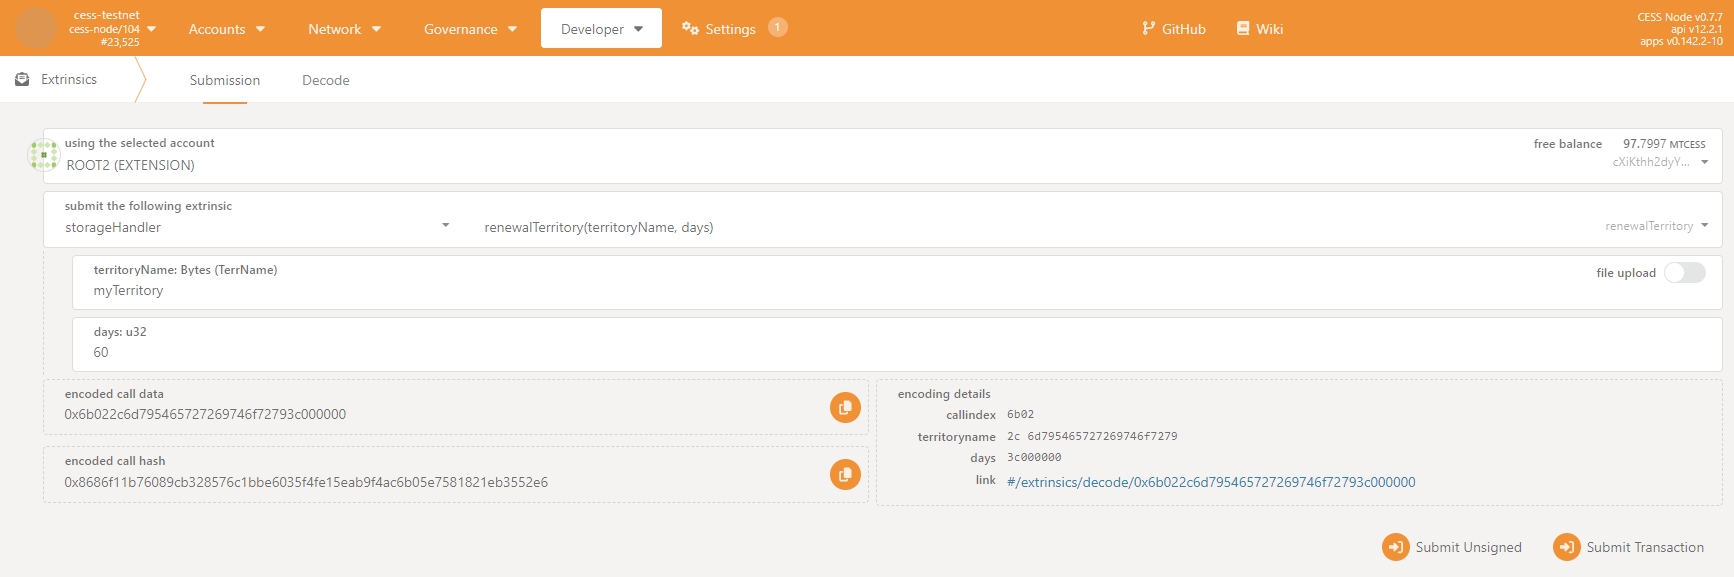 cess-testnet
cess-node/104
#23,525
Accounts
Network
Governance
Developer
Settings
1
GitHub
Wiki
CESS Node v0.7.7
api v12.2.1
apps v0.142.2-10
Extrinsics
Submission
Decode
using the selected account
ROOT2 (EXTENSION)
free balance 97.7997 MTCESS
cXiKthh2dyY...
submit the following extrinsic
storageHandler
renewalTerritory(territoryName, days)
renewalTerritory
territoryName: Bytes (TerrName)
myTerritory
file upload
days: u32
60
encoded call data
0x6b022c6d795465727269746f72793c000000
encoded call hash
0x8686f11b76089cb328576c1bbe6035f4fe15eab9f4ac6b05e7581821eb3552e6
encoding details
callindex 6b02
territoryname 2c 6d795465727269746f7279
days 3c000000
link #/extrinsics/decode/0x6b022c6d795465727269746f72793c000000
Submit Unsigned
Submit Transaction